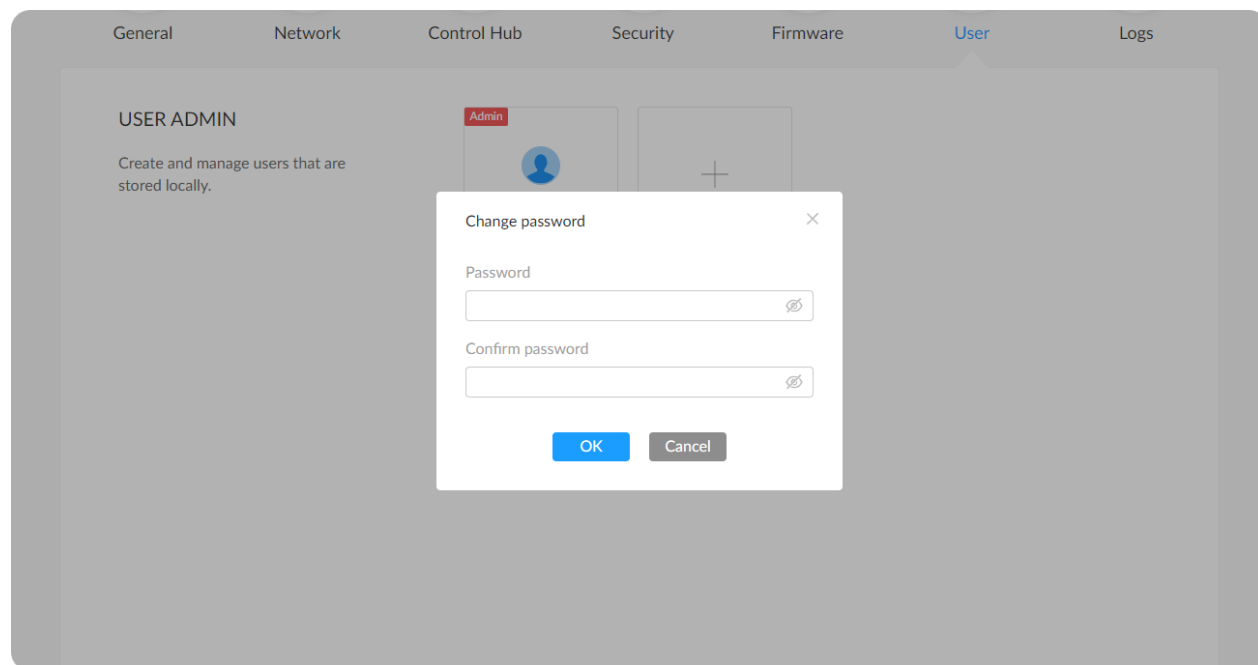 General Network Control Hub Security Firmware User Logs
USER ADMIN
Create and manage users that are
stored locally.
Admin
Change password
Password
Confirm password
OK Cancel